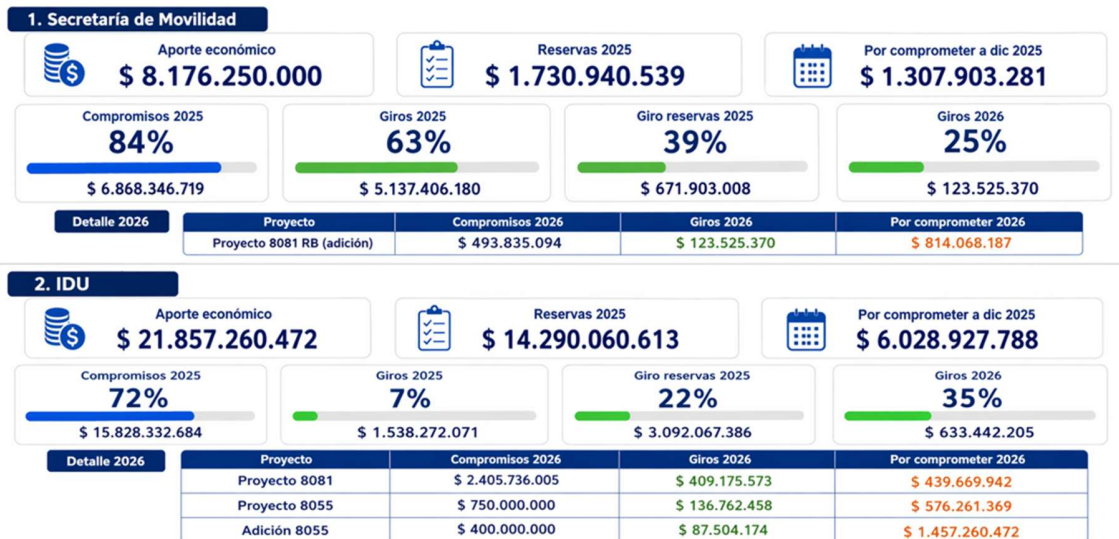 1. Secretaría de Movilidad
Aporte económico
$ 8.176.250.000
Reservas 2025
$ 1.730.940.539
Por comprometer a dic 2025
$ 1.307.903.281
Compromisos 2025
84%
$ 6.868.346.719
Giros 2025
63%
$ 5.137.406.180
Giro reservas 2025
39%
$ 671.903.008
Giros 2026
25%
$ 123.525.370
Detalle 2026
Proyecto Compromisos 2026 Giros 2026 Por comprometer 2026
Proyecto 8081 RB (adición) $ 493.835.094 $ 123.525.370 $ 814.068.187
2. IDU
Aporte económico
$ 21.857.260.472
Reservas 2025
$ 14.290.060.613
Por comprometer a dic 2025
$ 6.028.927.788
Compromisos 2025
72%
$ 15.828.332.684
Giros 2025
7%
$ 1.538.272.071
Giro reservas 2025
22%
$ 3.092.067.386
Giros 2026
35%
$ 633.442.205
Detalle 2026
Proyecto Compromisos 2026 Giros 2026 Por comprometer 2026
Proyecto 8081 $ 2.405.736.005 $ 409.175.573 $ 439.669.942
Proyecto 8055 $ 750.000.000 $ 136.762.458 $ 576.261.369
Adición 8055 $ 400.000.000 $ 87.504.174 $ 1.457.260.472